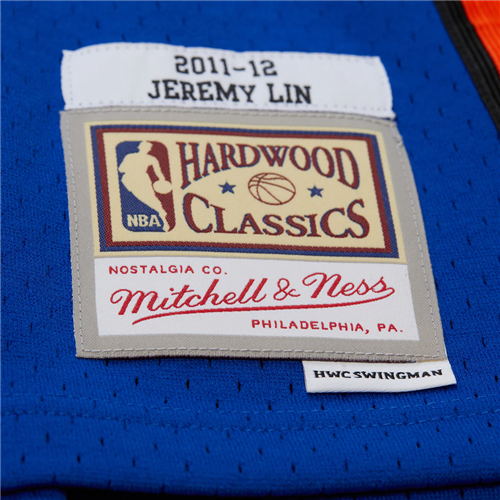 2011-12
JEREMY LIN
HARDWOOD
CLASSICS
NBA
NOSTALGIA CO.
Mitchell & Ness
PHILADELPHIA, PA.
HWC SWINGMAN